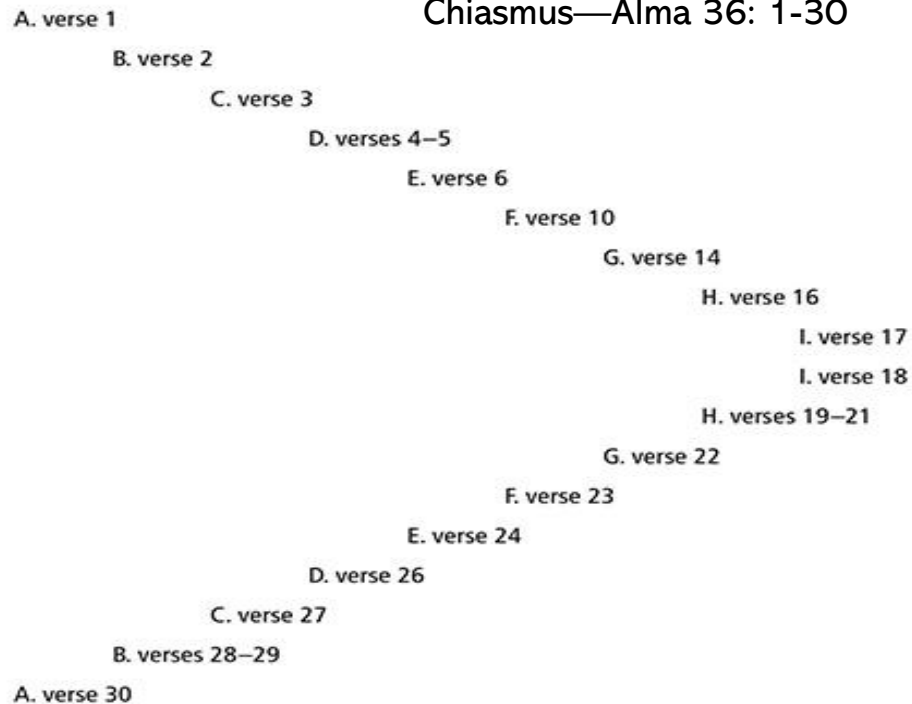 Chiasmus—Alma 36: 1-30
A. verse 1
B. verse 2
C. verse 3
D. verses 4–5
E. verse 6
F. verse 10
G. verse 14
H. verse 16
I. verse 17
I. verse 18
H. verses 19–21
G. verse 22
F. verse 23
E. verse 24
D. verse 26
C. verse 27
B. verses 28–29
A. verse 30